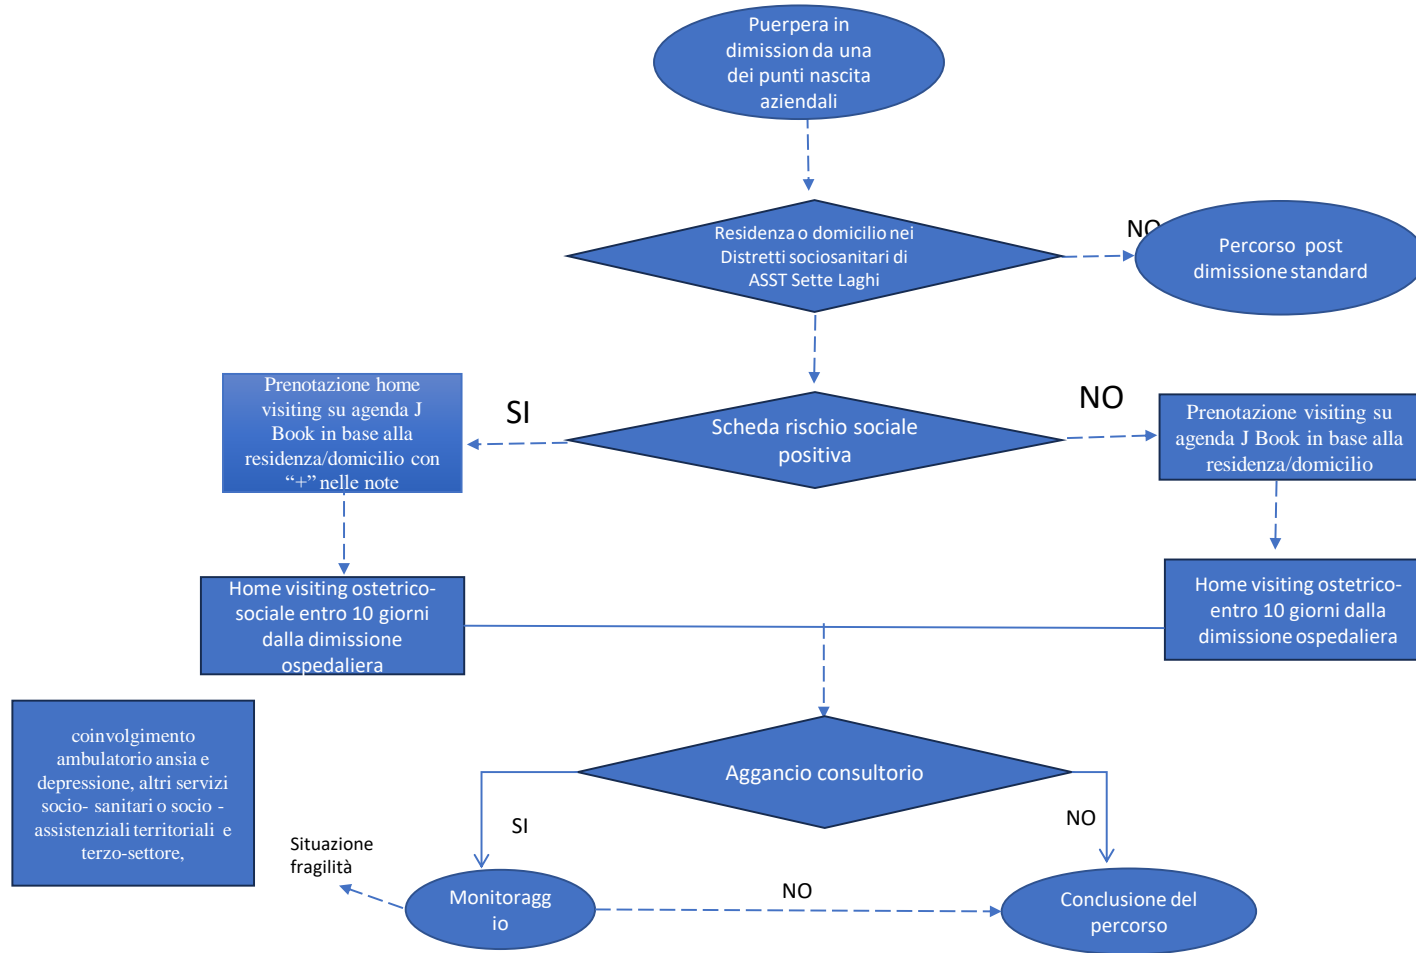 Puerpera in
dimission da una
dei punti nascita
aziendali
Residenza o domicilio nei
Distretti sociosanitari di
ASST Sette Laghi
NO
Percorso post
dimissione standard
Prenotazione home
visiting su agenda J
Book in base alla
residenza/domicilio con
“+” nelle note
SI
Scheda rischio sociale
positiva
NO
Prenotazione visiting su
agenda J Book in base alla
residenza/domicilio
Home visiting ostetrico-
sociale entro 10 giorni
dalla dimissione
ospedaliera
Home visiting ostetrico-
entro 10 giorni dalla
dimissione ospedaliera
coinvolgimento
ambulatorio ansia e
depressione, altri servizi
socio- sanitari o socio -
assistenziali territoriali e
terzo-settore,
Aggancio consultorio
SI
NO
Situazione
fragilità
Monitoragg
io
NO
Conclusione del
percorso